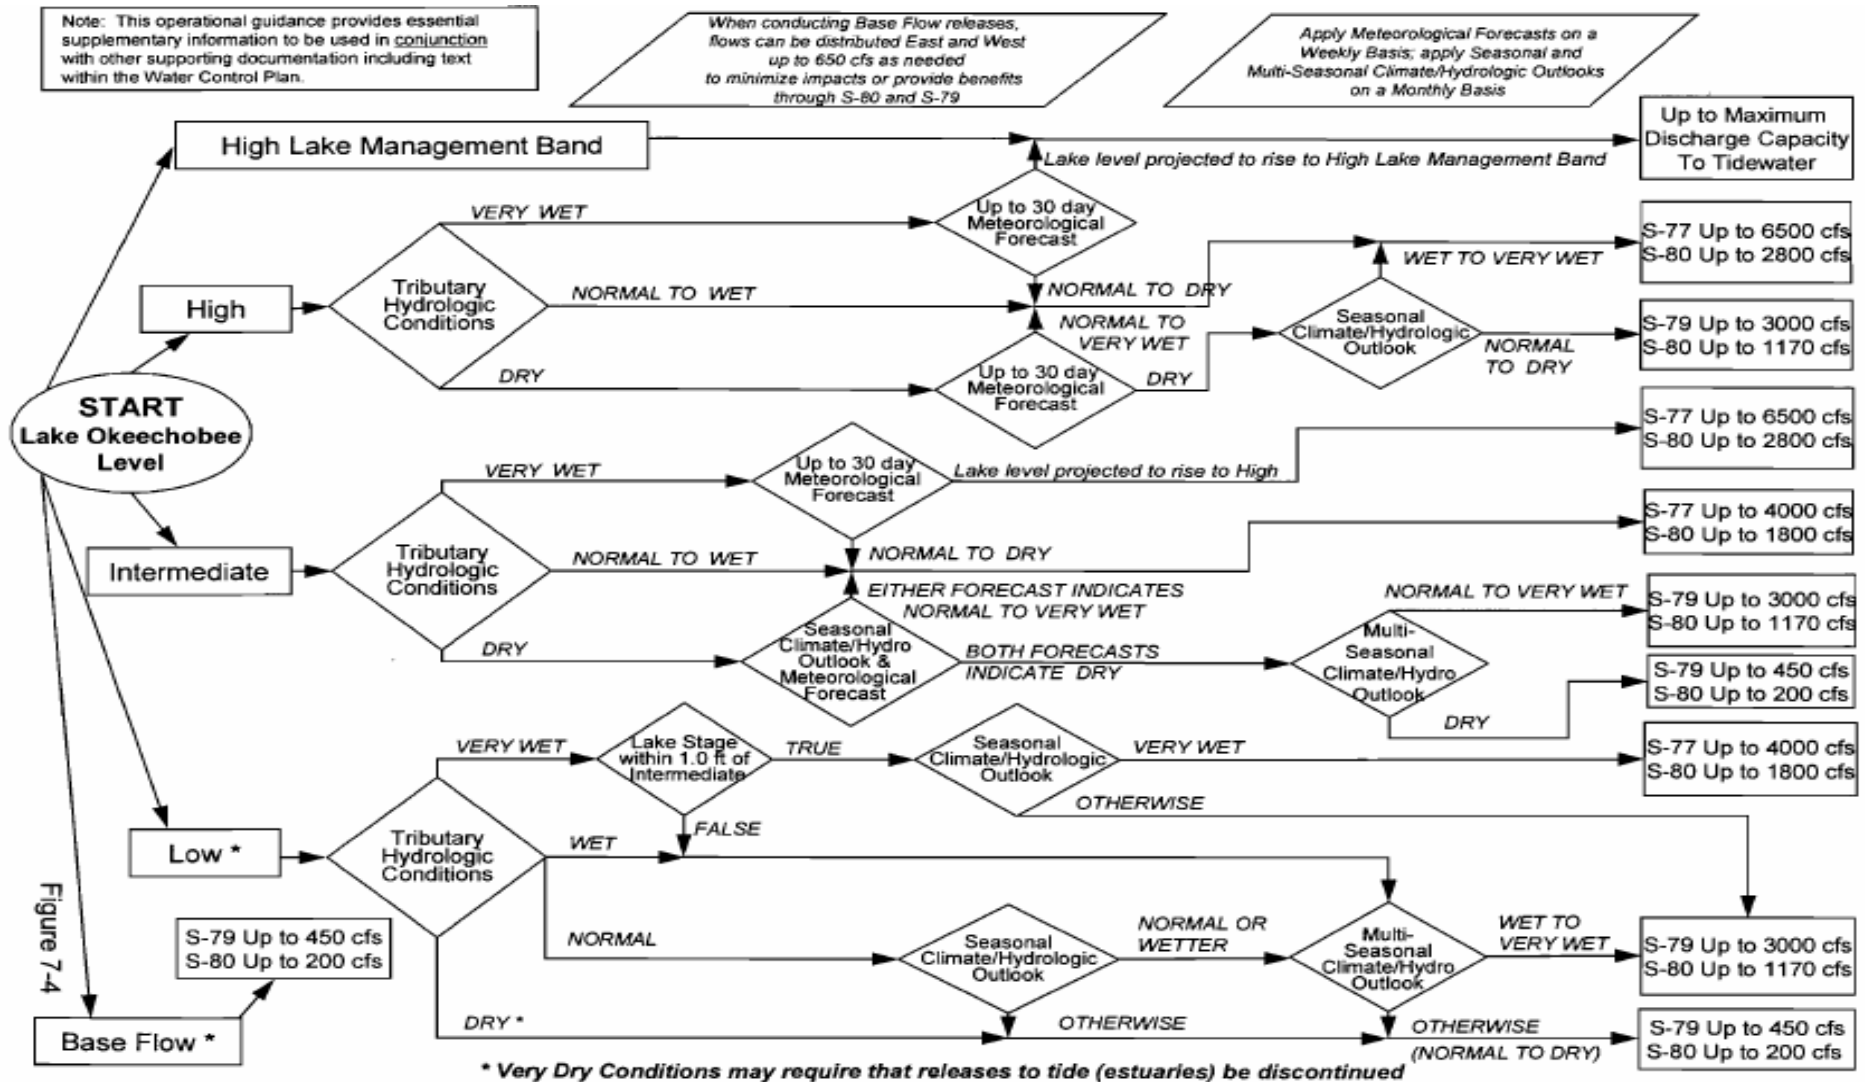 Note: This operational guidance provides essential
supplementary information to be used in conjunction
with other supporting documentation including text
within the Water Control Plan.
When conducting Base Flow releases,
flows can be distributed East and West
up to 650 cfs as needed
to minimize impacts or provide benefits
through S-80 and S-79
Apply Meteorological Forecasts on a
Weekly Basis; apply Seasonal and
Multi-Seasonal Climate/Hydrologic Outlooks
on a Monthly Basis
High Lake Management Band
Lake level projected to rise to High Lake Management Band
Up to Maximum
Discharge Capacity
To Tidewater
VERY WET
Up to 30 day
Meteorological
Forecast
S-77 Up to 6500 cfs
S-80 Up to 2800 cfs
WET TO VERY WET
High
Tributary
Hydrologic
Conditions
NORMAL TO WET
NORMAL TO DRY
NORMAL TO
VERY WET
Seasonal
Climate/Hydrologic
Outlook
NORMAL
TO DRY
S-79 Up to 3000 cfs
S-80 Up to 1170 cfs
DRY
Up to 30 day
Meteorological
Forecast
DRY
START
Lake Okeechobee
Level
VERY WET
Up to 30 day
Meteorological
Forecast
Lake level projected to rise to High
S-77 Up to 6500 cfs
S-80 Up to 2800 cfs
Intermediate
Tributary
Hydrologic
Conditions
NORMAL TO WET
NORMAL TO DRY
S-77 Up to 4000 cfs
S-80 Up to 1800 cfs
EITHER FORECAST INDICATES
NORMAL TO VERY WET
DRY
Seasonal
Climate/Hydro
Outlook &
Meteorological
Forecast
BOTH FORECASTS
INDICATE DRY
Multi-
Seasonal
Climate/Hydro
Outlook
NORMAL TO VERY WET
S-79 Up to 3000 cfs
S-80 Up to 1170 cfs
DRY
S-79 Up to 450 cfs
S-80 Up to 200 cfs
VERY WET
Lake Stage
within 1.0 ft of
Intermediate
TRUE
Seasonal
Climate/Hydrologic
Outlook
VERY WET
S-77 Up to 4000 cfs
S-80 Up to 1800 cfs
OTHERWISE
FALSE
Low *
Tributary
Hydrologic
Conditions
WET
NORMAL
Seasonal
Climate/Hydrologic
Outlook
NORMAL OR
WETTER
Multi-
Seasonal
Climate/Hydro
Outlook
WET TO
VERY WET
S-79 Up to 3000 cfs
S-80 Up to 1170 cfs
DRY *
OTHERWISE
OTHERWISE
(NORMAL TO DRY)
S-79 Up to 450 cfs
S-80 Up to 200 cfs
Figure 7-4
S-79 Up to 450 cfs
S-80 Up to 200 cfs
Base Flow *
* Very Dry Conditions may require that releases to tide (estuaries) be discontinued